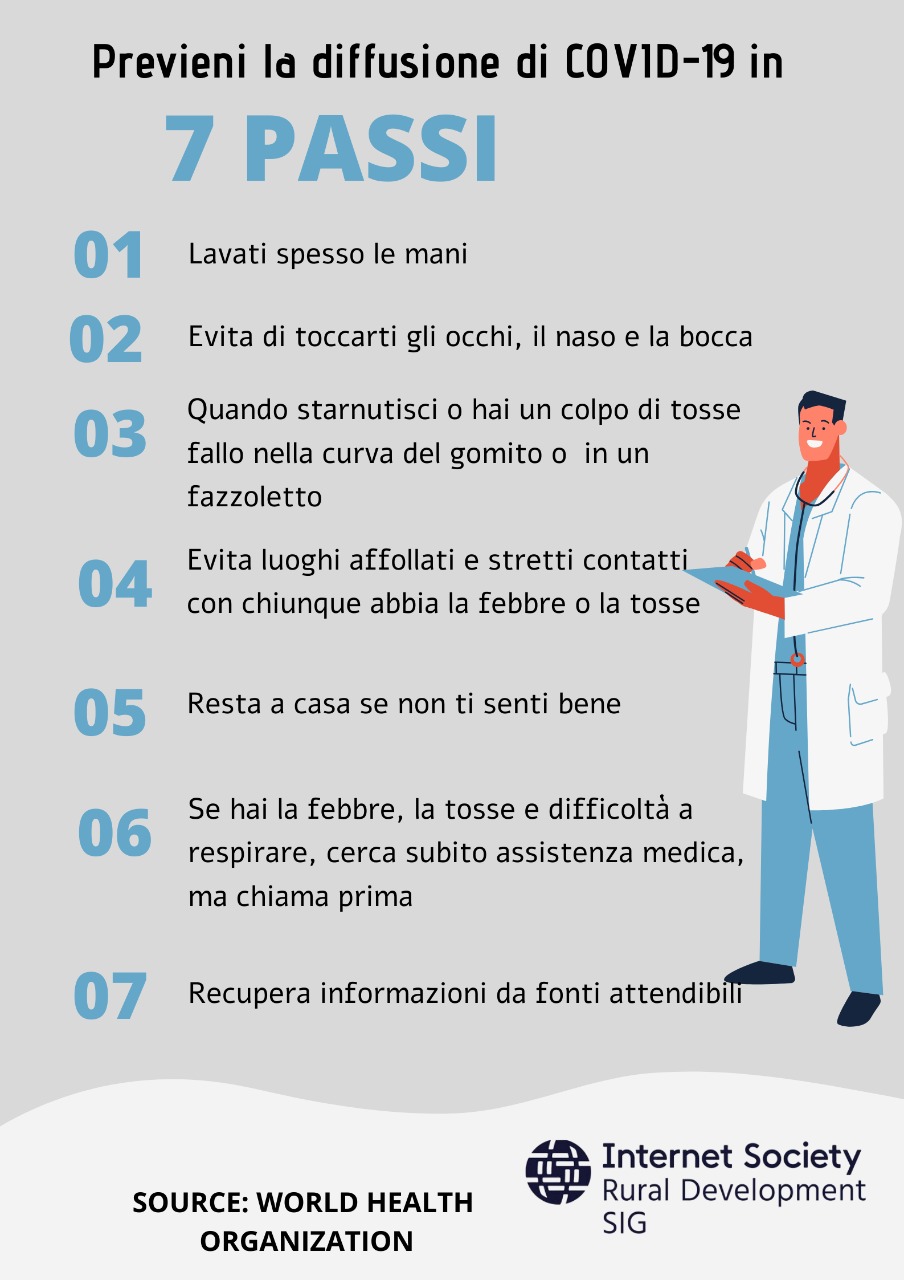 Previeni la diffusione di COVID-19 in
7 PASSI
01
Lavati spesso le mani
02
Evita di toccarti gli occhi, il naso e la bocca
03
Quando starnutisci o hai un colpo di tosse
fallo nella curva del gomito o in un
fazzoletto
04
Evita luoghi affollati e stretti contatti
con chiunque abbia la febbre o la tosse
05
Resta a casa se non ti senti bene
06
Se hai la febbre, la tosse e difficoltà a
respirare, cerca subito assistenza medica,
ma chiama prima
07
Recupera informazioni da fonti attendibili
SOURCE: WORLD HEALTH
ORGANIZATION
Internet Society
Rural Development
SIG